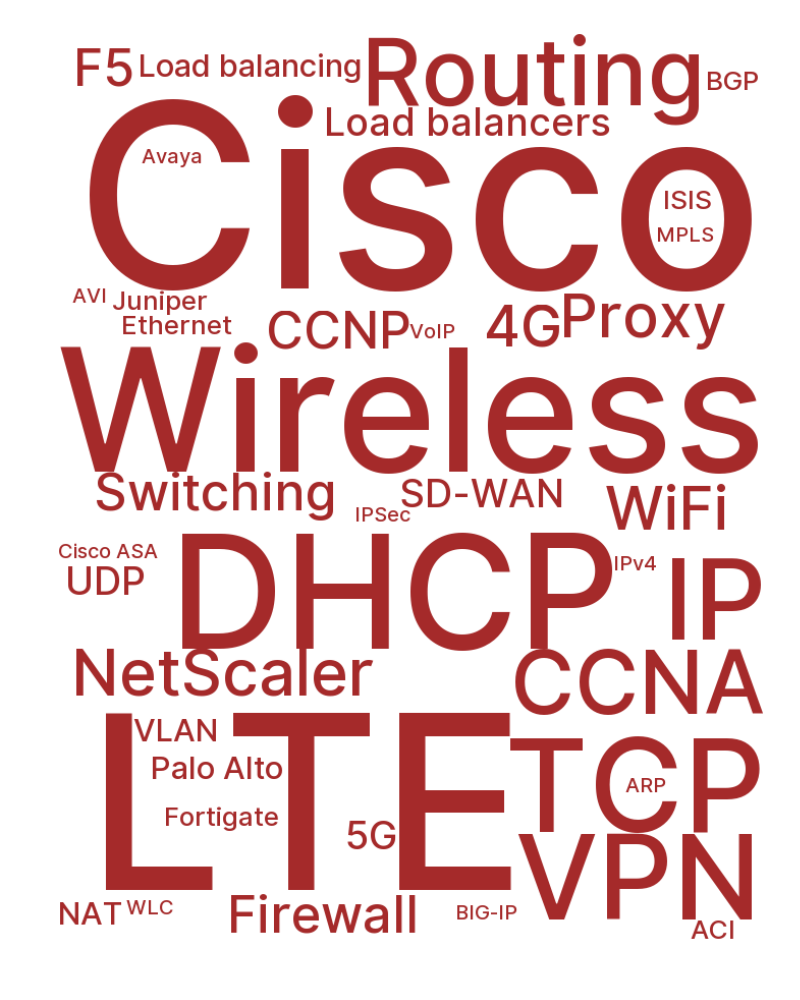 F5 Load balancing Routing BGP
Load balancers
Cisco
Avaya
ISIS
MPLS
AVI Juniper
Ethernet CCNP VoIP 4G Proxy
Wireless
Switching SD-WAN WiFi
IPSec
Cisco ASA
UDP DHCP IPv4 IP
NetScaler CCNA
LTE
VLAN
Palo Alto
TCP
ARP
Fortigate
5G
VPN
NAT WLC Firewall BIG-IP
ACI